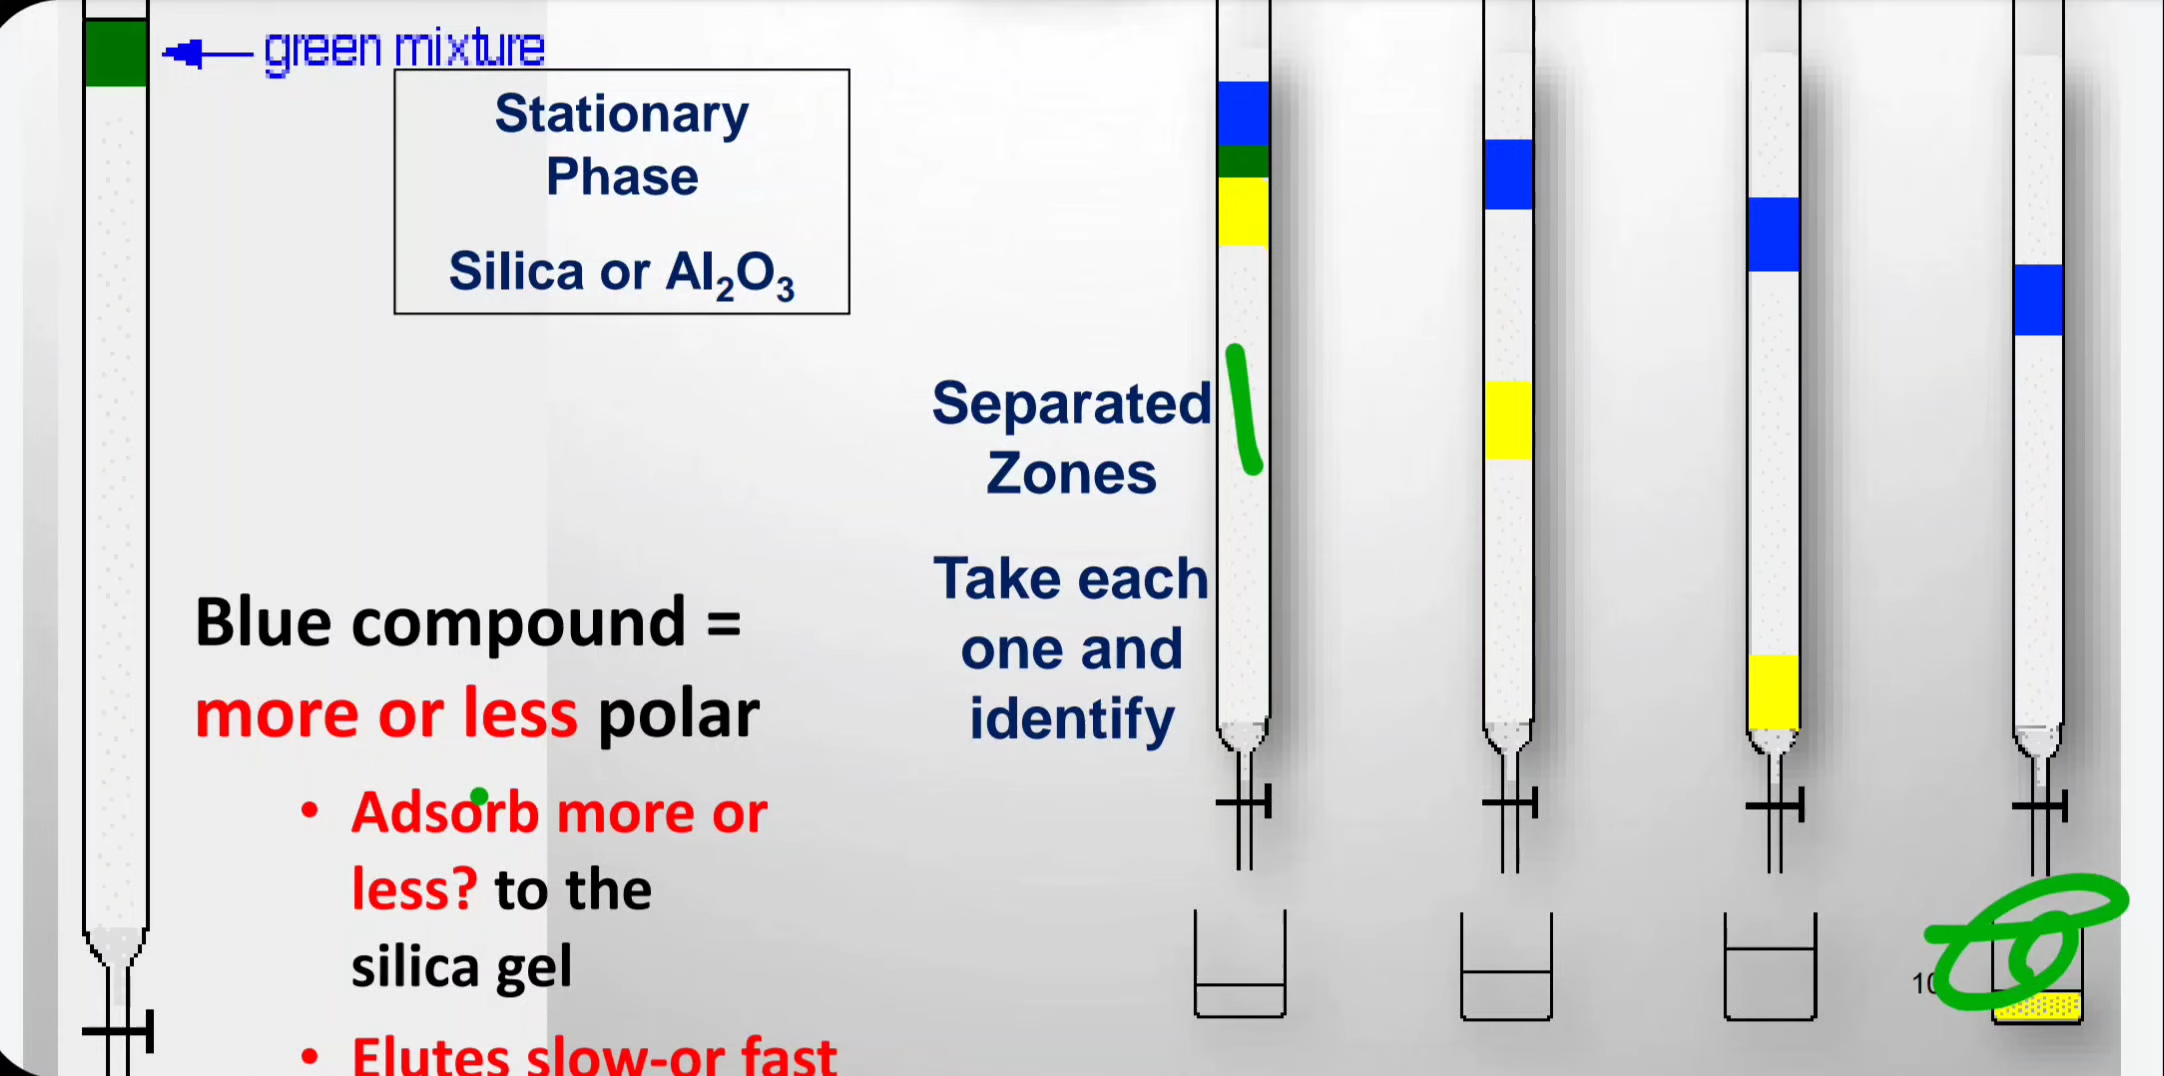 green mixture
Stationary
Phase
Silica or Al₂O₃
Separated
Zones
Take each
one and
identify
Blue compound =
more or less polar
• Adsorb more or
less? to the
silica gel
• Elutes slow-or fast
10